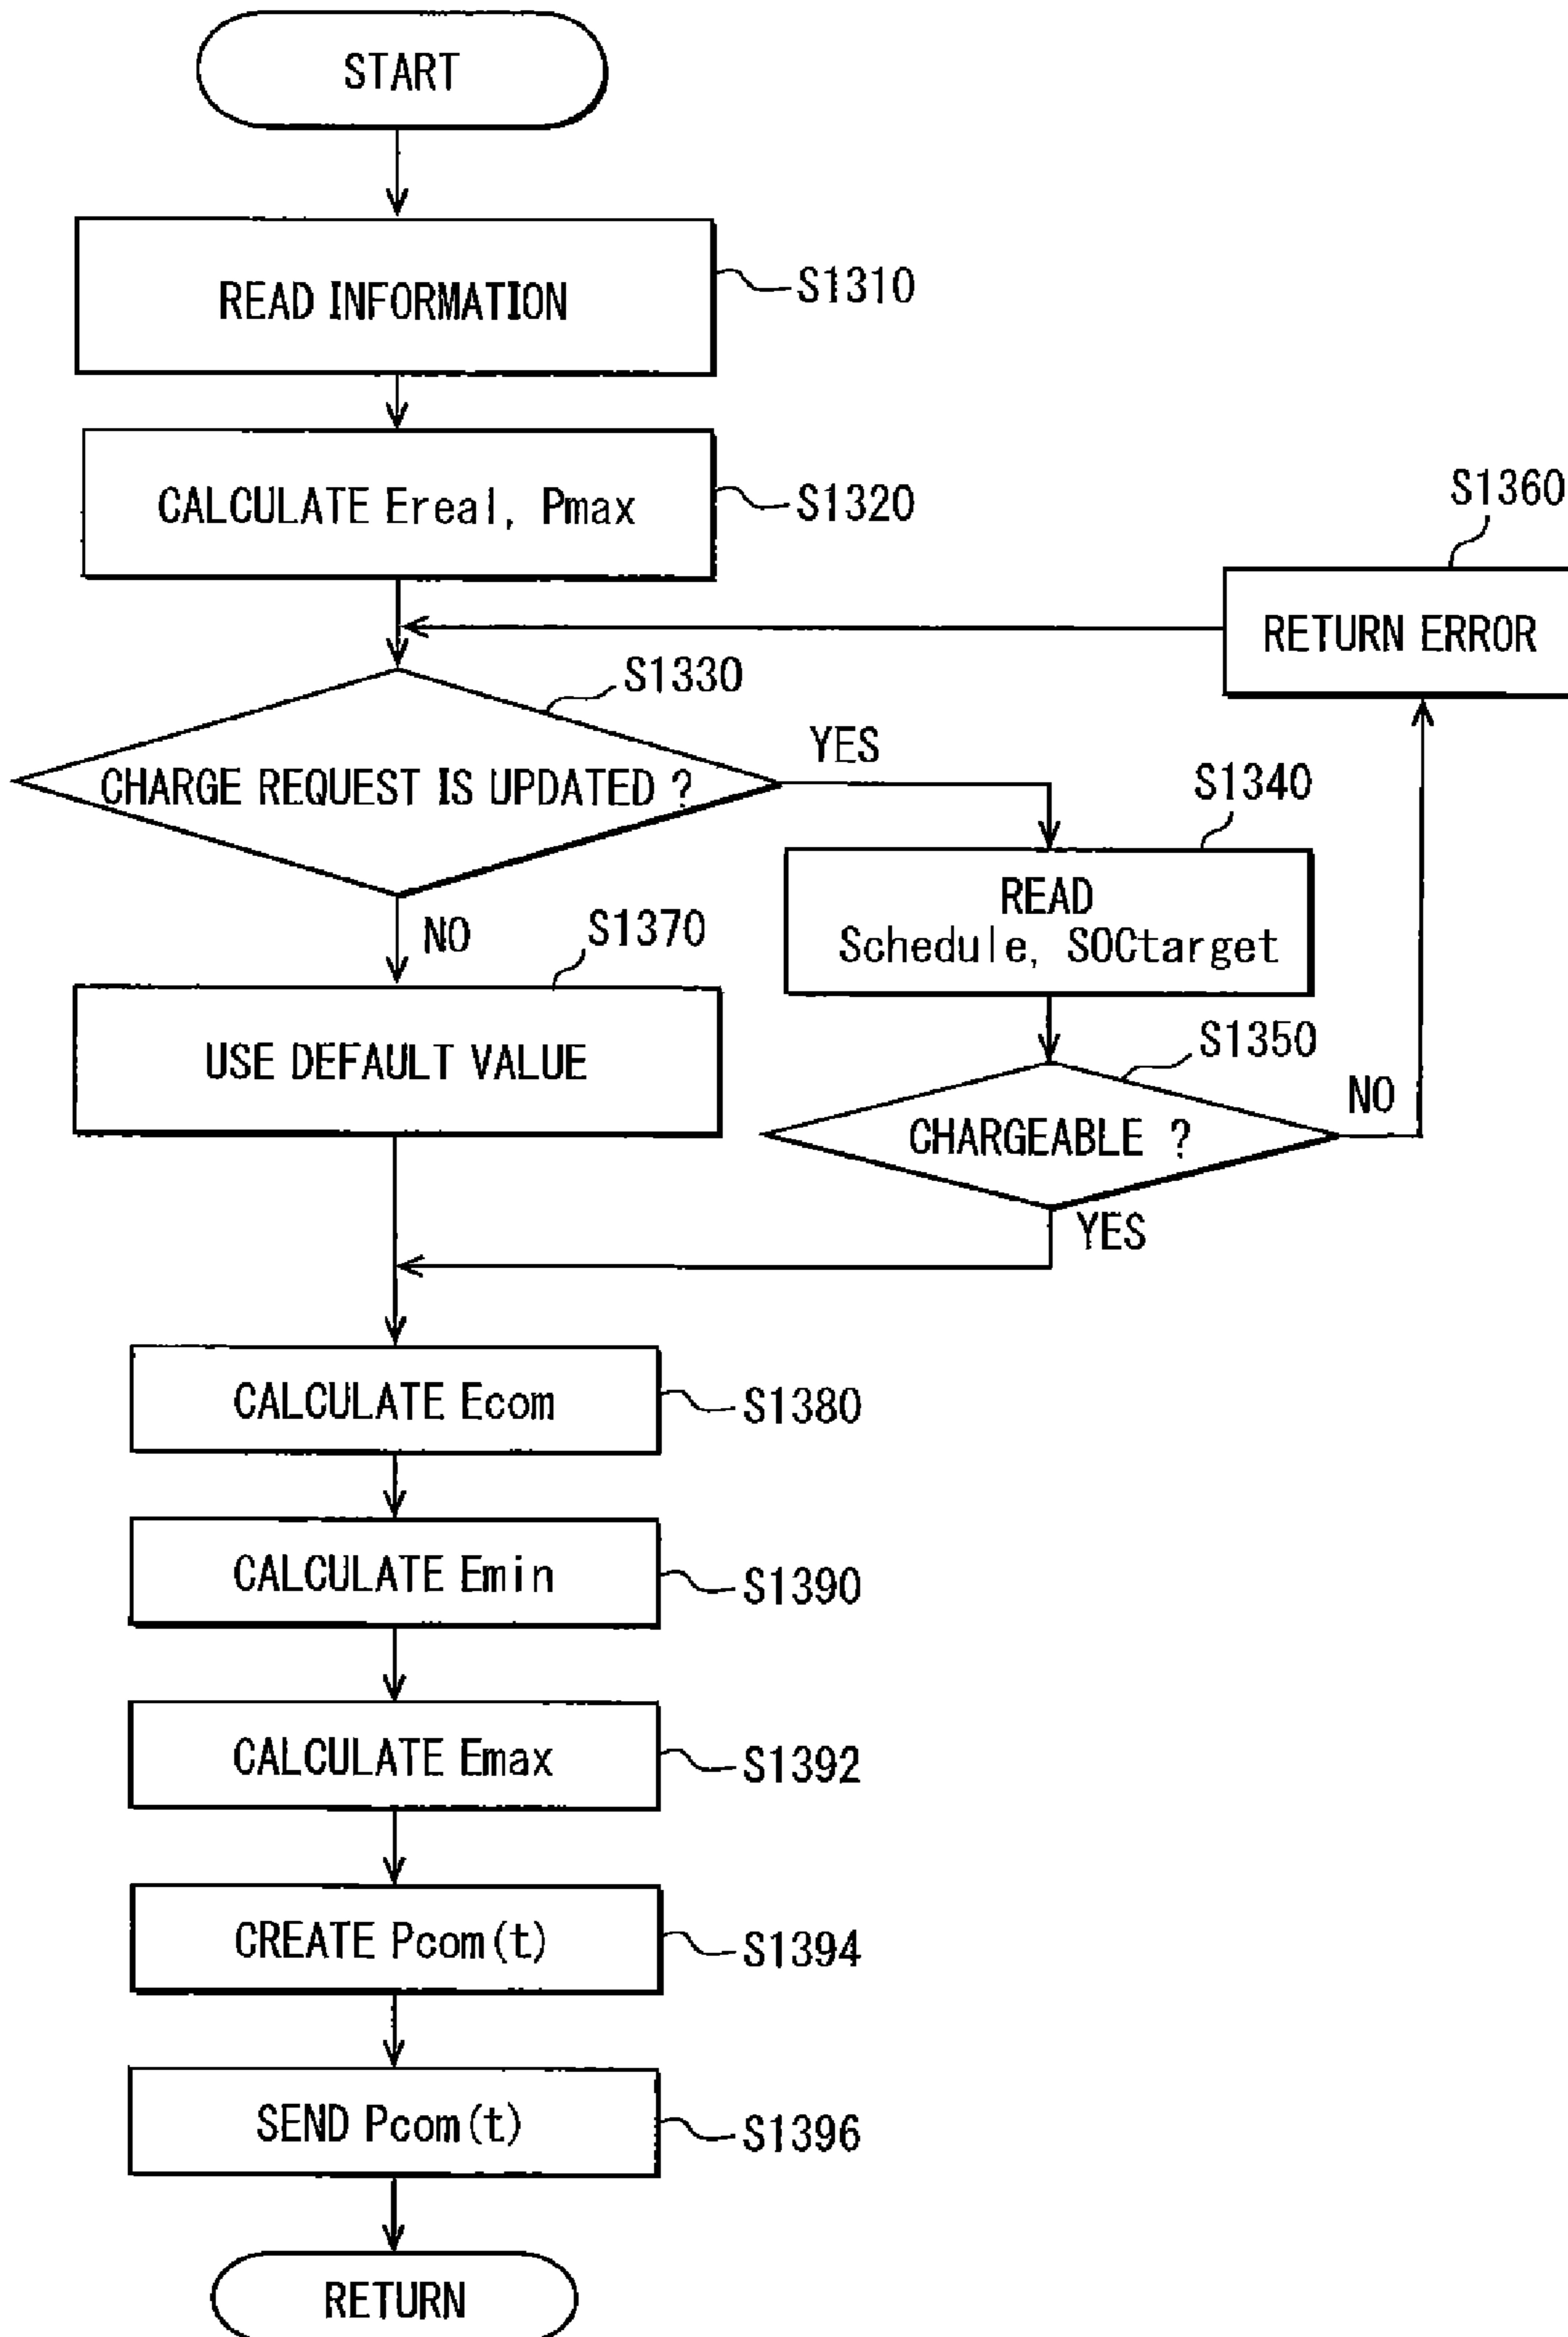 START
READ INFORMATION
S1310
CALCULATE Ereal, Pmax
S1320
S1360
RETURN ERROR
S1330
CHARGE REQUEST IS UPDATED ?
YES
S1340
READ
Schedule, SOCtarget
NO
S1370
USE DEFAULT VALUE
S1350
CHARGEABLE ?
NO
YES
CALCULATE Ecom
S1380
CALCULATE Emin
S1390
CALCULATE Emax
S1392
CREATE Pcom(t)
S1394
SEND Pcom(t)
S1396
RETURN